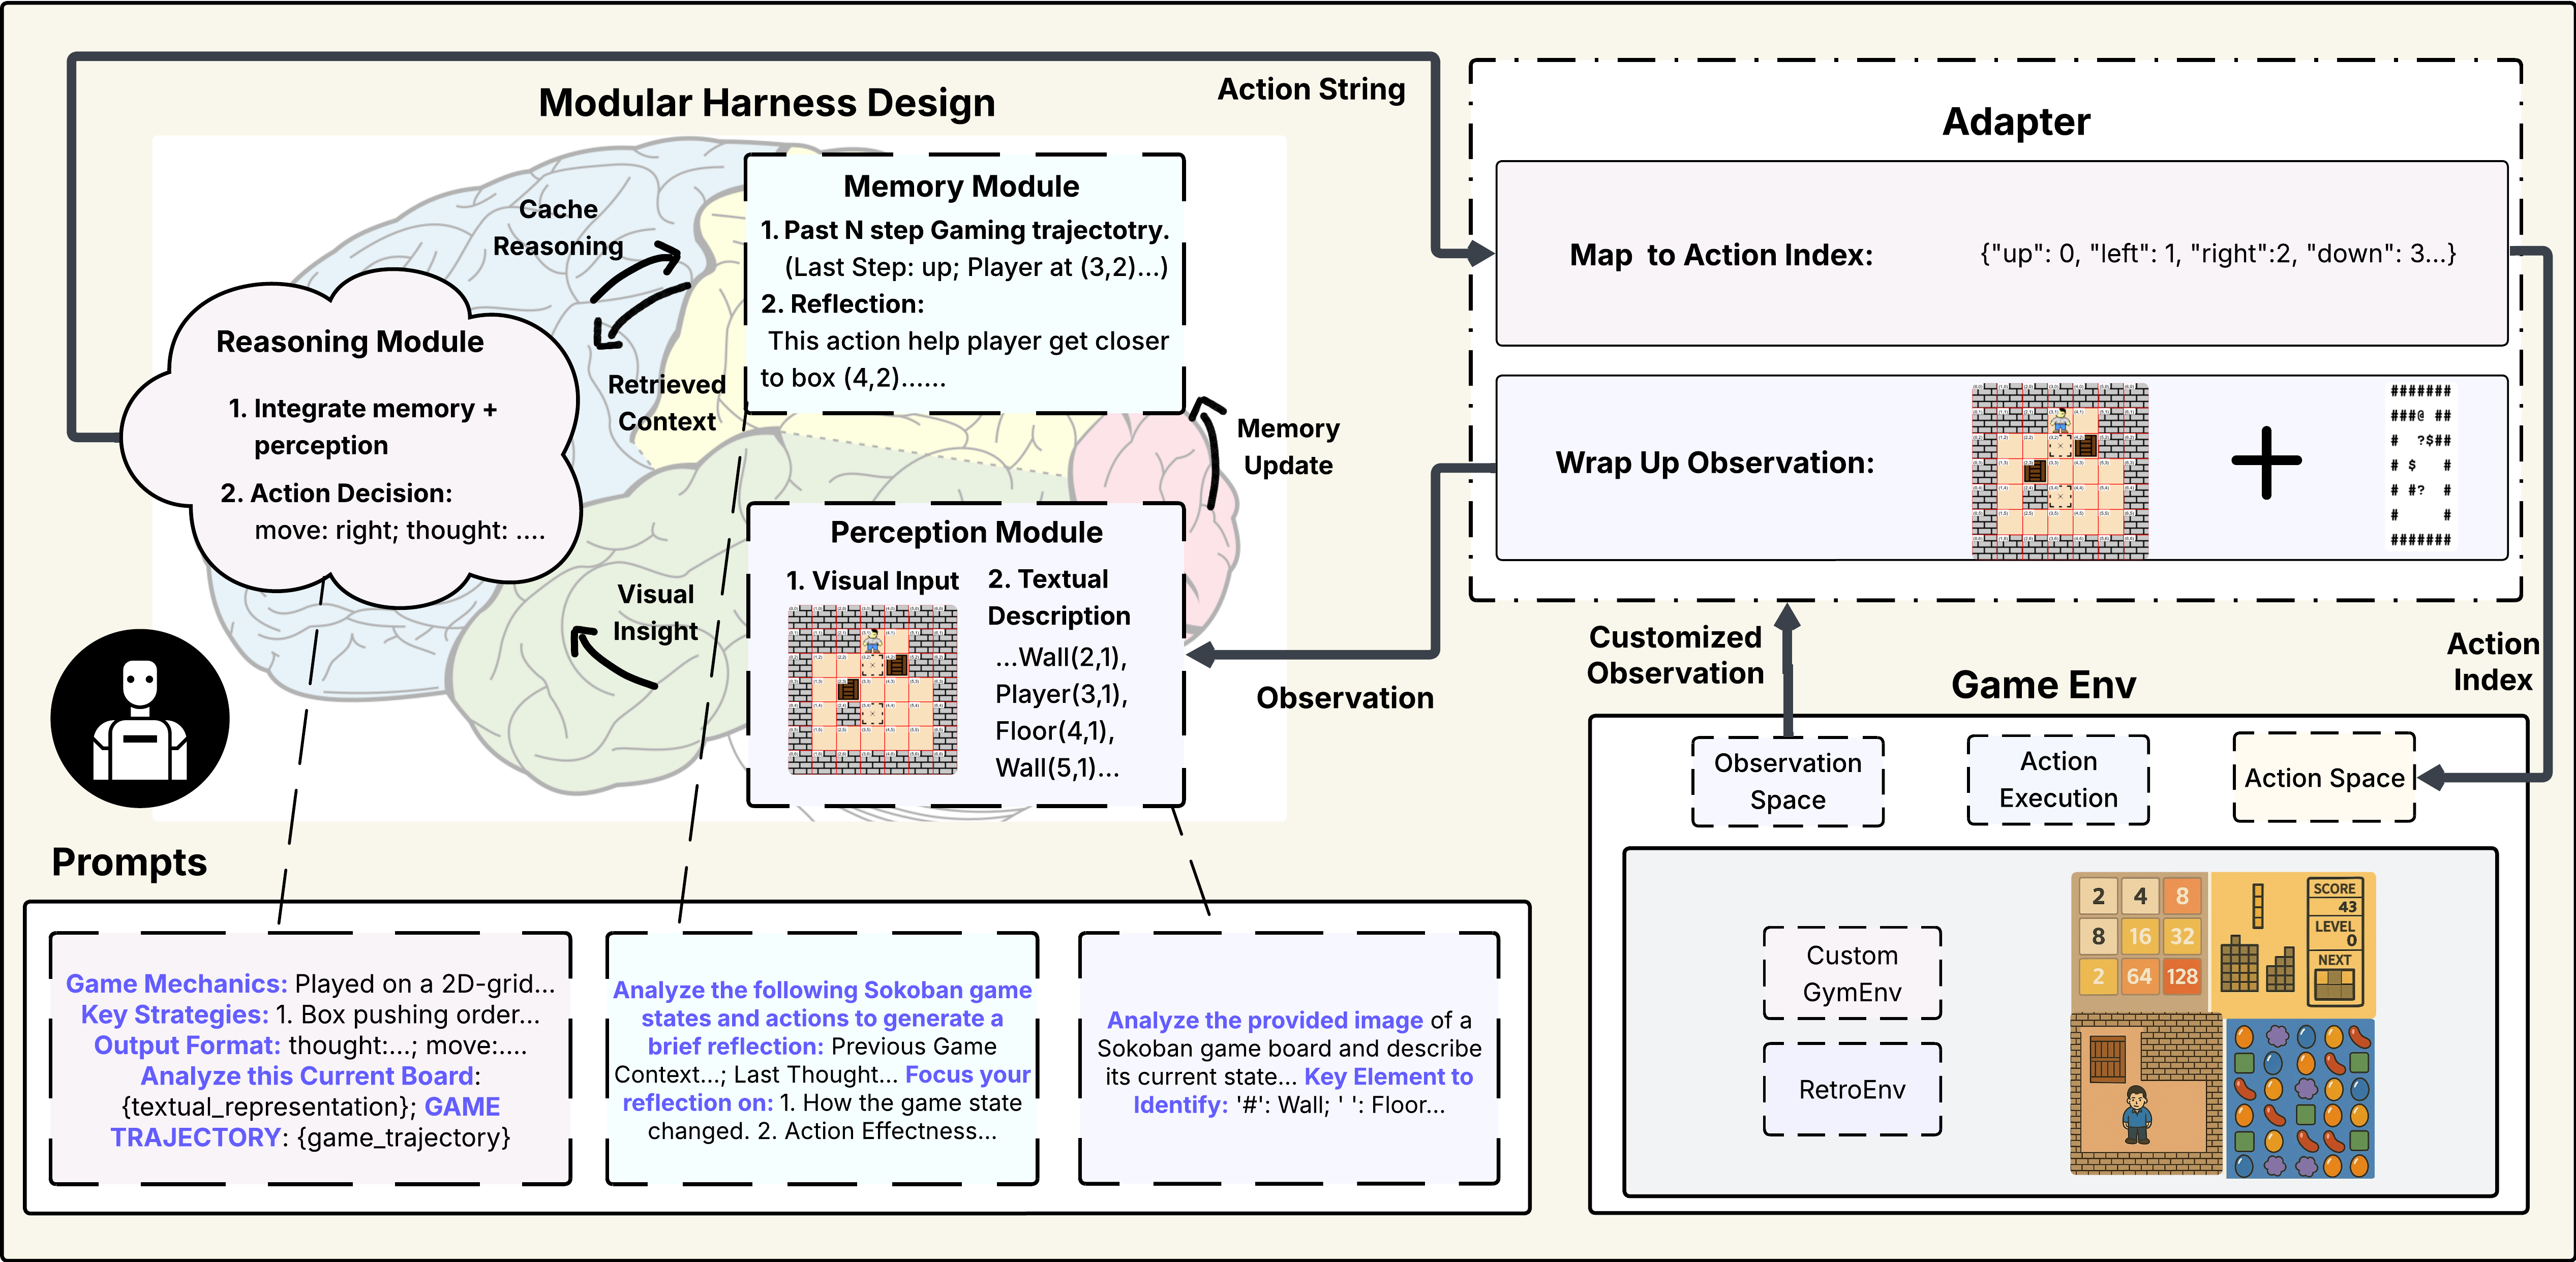 Modular Harness Design
Action String
Cache
Reasoning
Memory Module
1. Past N step Gaming trajectotry.
(Last Step: up; Player at (3,2)...)
2. Reflection:
This action help player get closer
to box (4,2)......
Reasoning Module
1. Integrate memory +
perception
2. Action Decision:
move: right; thought: ....
Retrieved
Context
Memory
Update
Visual
Insight
Perception Module
1. Visual Input
2. Textual
Description
...Wall(2,1),
Player(3,1),
Floor(4,1),
Wall(5,1)...
Observation
Adapter
Map to Action Index:
{"up": 0, "left": 1, "right":2, "down": 3...}
Wrap Up Observation:
#######
###@ ##
#  ?$##
# $   #
# #?  #
#     #
#######
Customized
Observation
Action
Index
Game Env
Observation
Space
Action
Execution
Action Space
Custom
GymEnv
RetroEnv
2 4 8
8 16 32
2 64 128
SCORE
43
LEVEL
0
NEXT
Prompts
Game Mechanics: Played on a 2D-grid...
Key Strategies: 1. Box pushing order...
Output Format: thought:...; move:....
Analyze this Current Board:
{textual_representation}; GAME
TRAJECTORY: {game_trajectory}
Analyze the following Sokoban game
states and actions to generate a
brief reflection: Previous Game
Context...; Last Thought... Focus your
reflection on: 1. How the game state
changed. 2. Action Effectness...
Analyze the provided image of a
Sokoban game board and describe
its current state... Key Element to
Identify: '#': Wall; ' ': Floor...